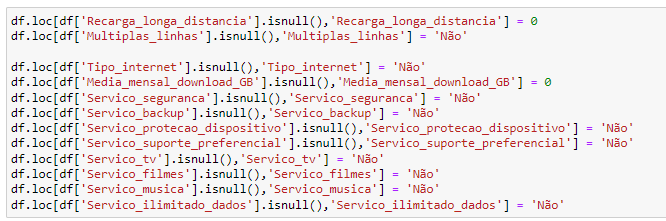 df.loc[df['Recarga_longa_distancia'].isnull(),'Recarga_longa_distancia'] = 0
df.loc[df['Multiplas_linhas'].isnull(),'Multiplas_linhas'] = 'Não'
df.loc[df['Tipo_internet'].isnull(),'Tipo_internet'] = 'Não'
df.loc[df['Media_mensal_download_GB'].isnull(),'Media_mensal_download_GB'] = 0
df.loc[df['Servico_seguranca'].isnull(),'Servico_seguranca'] = 'Não'
df.loc[df['Servico_backup'].isnull(),'Servico_backup'] = 'Não'
df.loc[df['Servico_protecao_dispositivo'].isnull(),'Servico_protecao_dispositivo'] = 'Não'
df.loc[df['Servico_suporte_preferencial'].isnull(),'Servico_suporte_preferencial'] = 'Não'
df.loc[df['Servico_tv'].isnull(),'Servico_tv'] = 'Não'
df.loc[df['Servico_filmes'].isnull(),'Servico_filmes'] = 'Não'
df.loc[df['Servico_musica'].isnull(),'Servico_musica'] = 'Não'
df.loc[df['Servico_ilimitado_dados'].isnull(),'Servico_ilimitado_dados'] = 'Não'